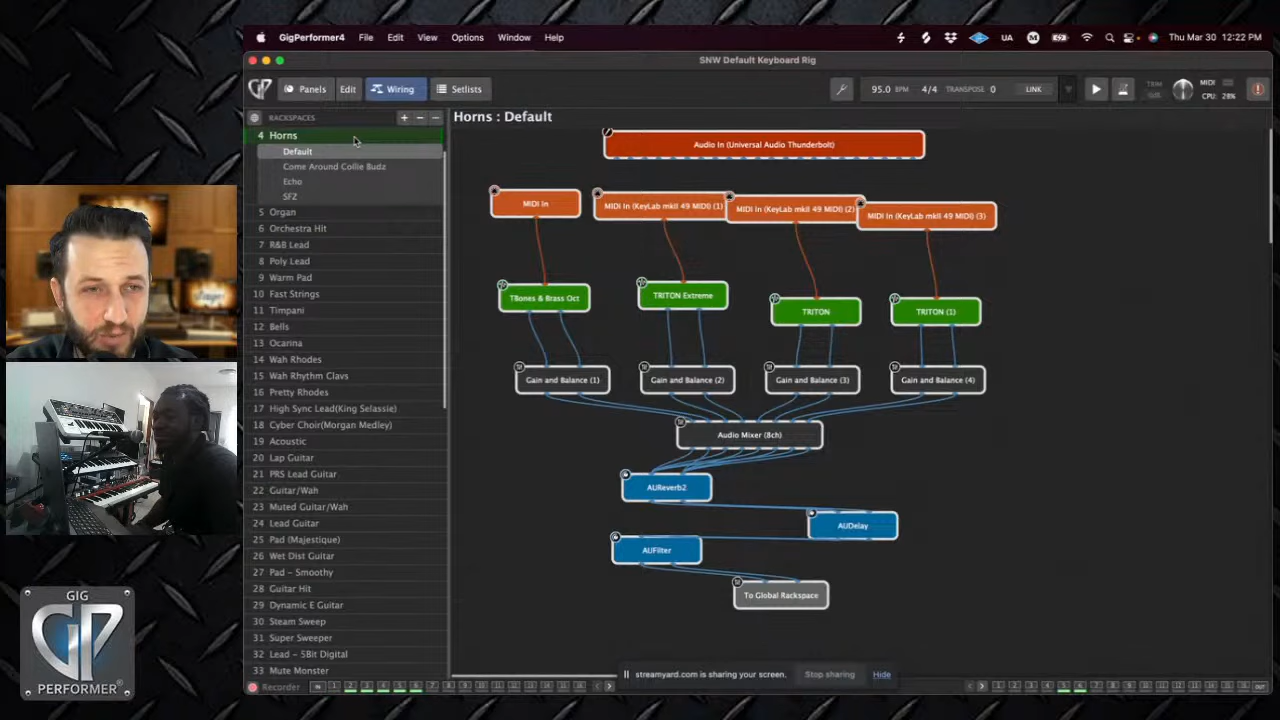 GigPerformer4 File Edit View Options Window Help UA Thu Mar 30 12:22 PM
SNW Default Keyboard Rig
GP Panels Edit Wiring Setlists 95.0 BPM 4/4 TRANSPOSE 0 LINK TRIM MIDI
CPU: 28%
RACKSPACES + − −
Horns : Default
4 Horns
Default
Come Around Collie Budz
Echo
SFZ
5 Organ
6 Orchestra Hit
7 R&B Lead
8 Poly Lead
9 Warm Pad
10 Fast Strings
11 Timpani
12 Bells
13 Ocarina
14 Wah Rhodes
15 Wah Rhythm Clavs
16 Pretty Rhodes
17 High Sync Lead(King Selassie)
18 Cyber Choir(Morgan Medley)
19 Acoustic
20 Lap Guitar
21 PRS Lead Guitar
22 Guitar/Wah
23 Muted Guitar/Wah
24 Lead Guitar
25 Pad (Majestique)
26 Wet Dist Guitar
27 Pad - Smoothy
28 Guitar Hit
29 Dynamic E Guitar
30 Steam Sweep
31 Super Sweeper
32 Lead - 5Bit Digital
33 Mute Monster
Recorder
Audio In (Universal Audio Thunderbolt)
MIDI In
MIDI In (KeyLab mkII 49 MIDI) (1)
MIDI In (KeyLab mkII 49 MIDI) (2)
MIDI In (KeyLab mkII 49 MIDI) (3)
TBones & Brass Oct
TRITON Extreme
TRITON
TRITON (1)
Gain and Balance (1)
Gain and Balance (2)
Gain and Balance (3)
Gain and Balance (4)
Audio Mixer (8ch)
AUReverb2
AUDelay
AUFilter
To Global Rackspace
streamyard.com is sharing your screen. Stop sharing Hide
GIG
PERFORMER®